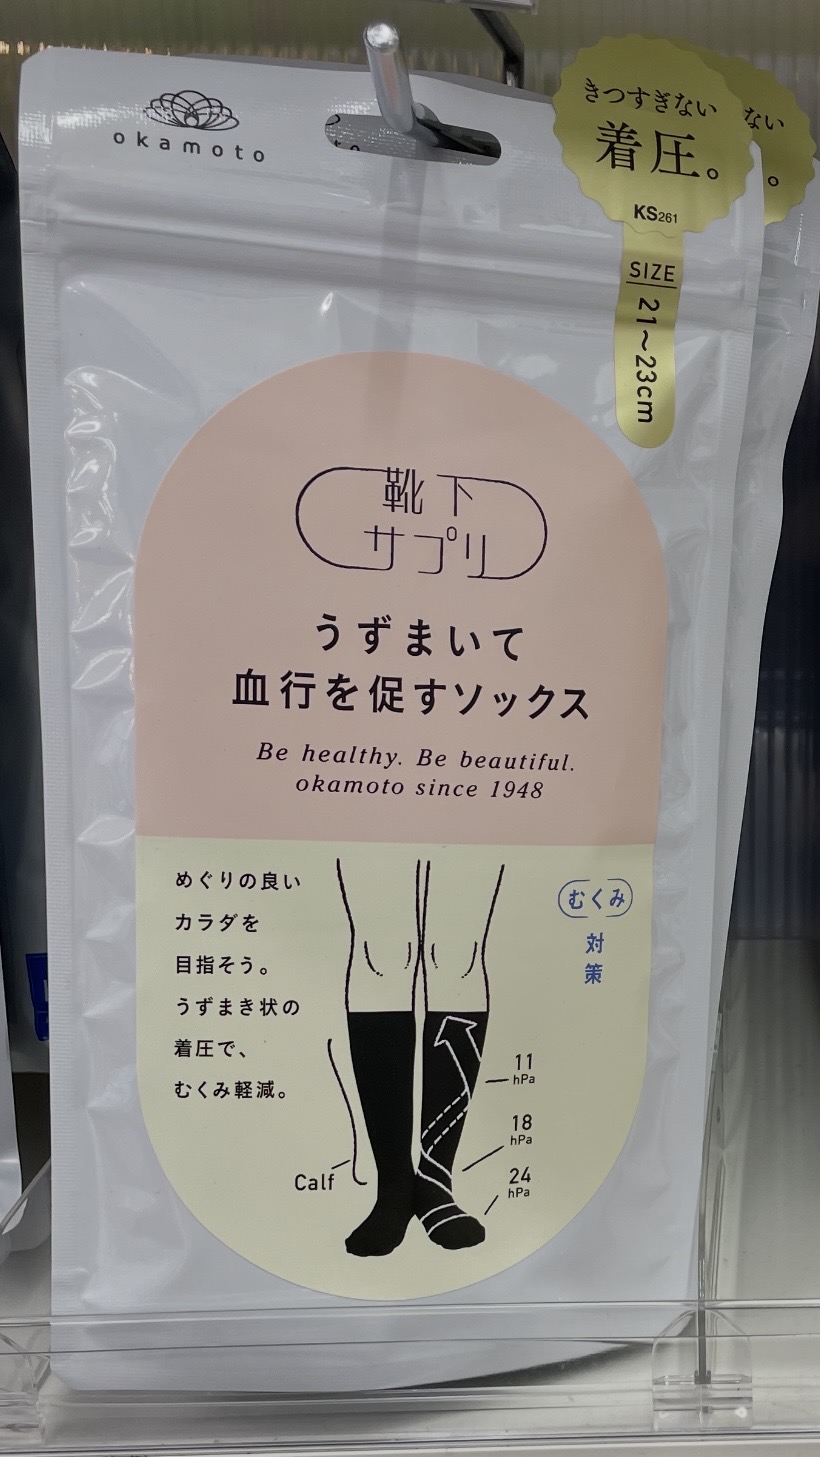 okamoto
きつすぎない
着圧。
KS261
SIZE
21～23cm
ない
。
靴下
サプリ
うずまいて
血行を促すソックス
Be healthy. Be beautiful.
okamoto since 1948
めぐりの良い
カラダを
目指そう。
うずまき状の
着圧で、
むくみ軽減。
むくみ
対
策
11
hPa
18
hPa
24
hPa
Calf